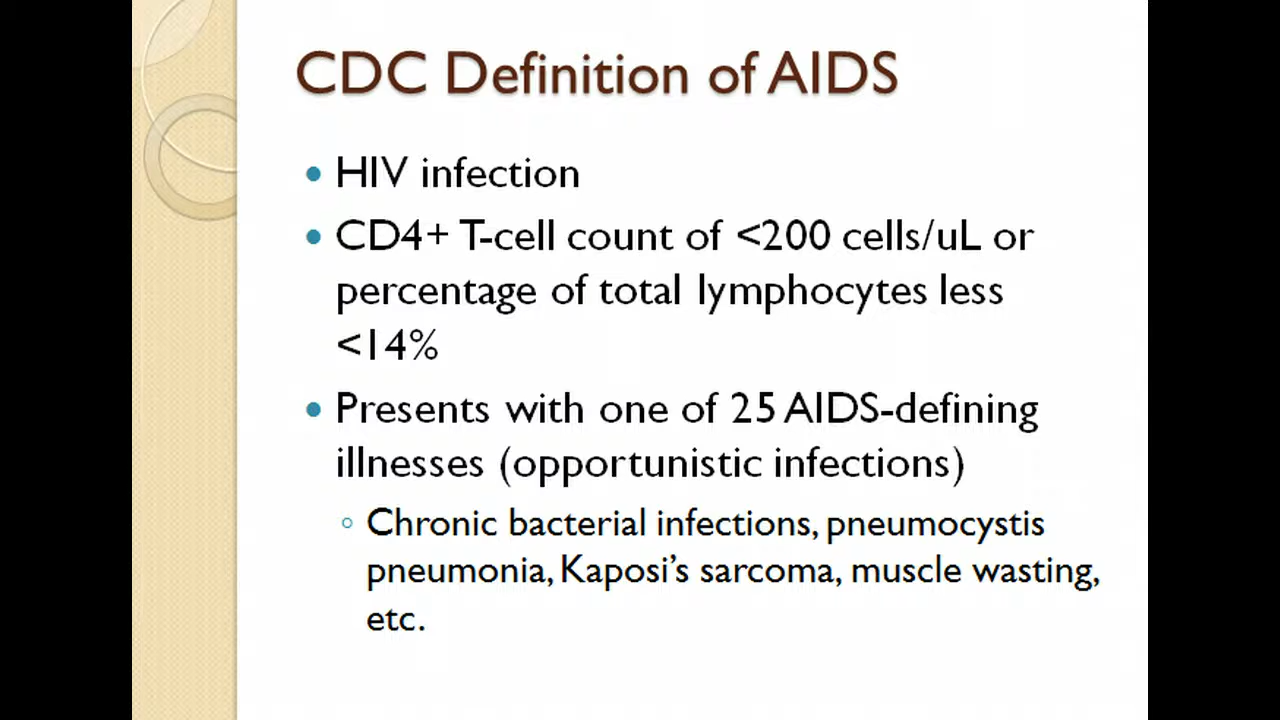 CDC Definition of AIDS
• HIV infection
• CD4+ T-cell count of <200 cells/uL or
percentage of total lymphocytes less
<14%
• Presents with one of 25 AIDS-defining
illnesses (opportunistic infections)
◦ Chronic bacterial infections, pneumocystis
pneumonia, Kaposi's sarcoma, muscle wasting,
etc.